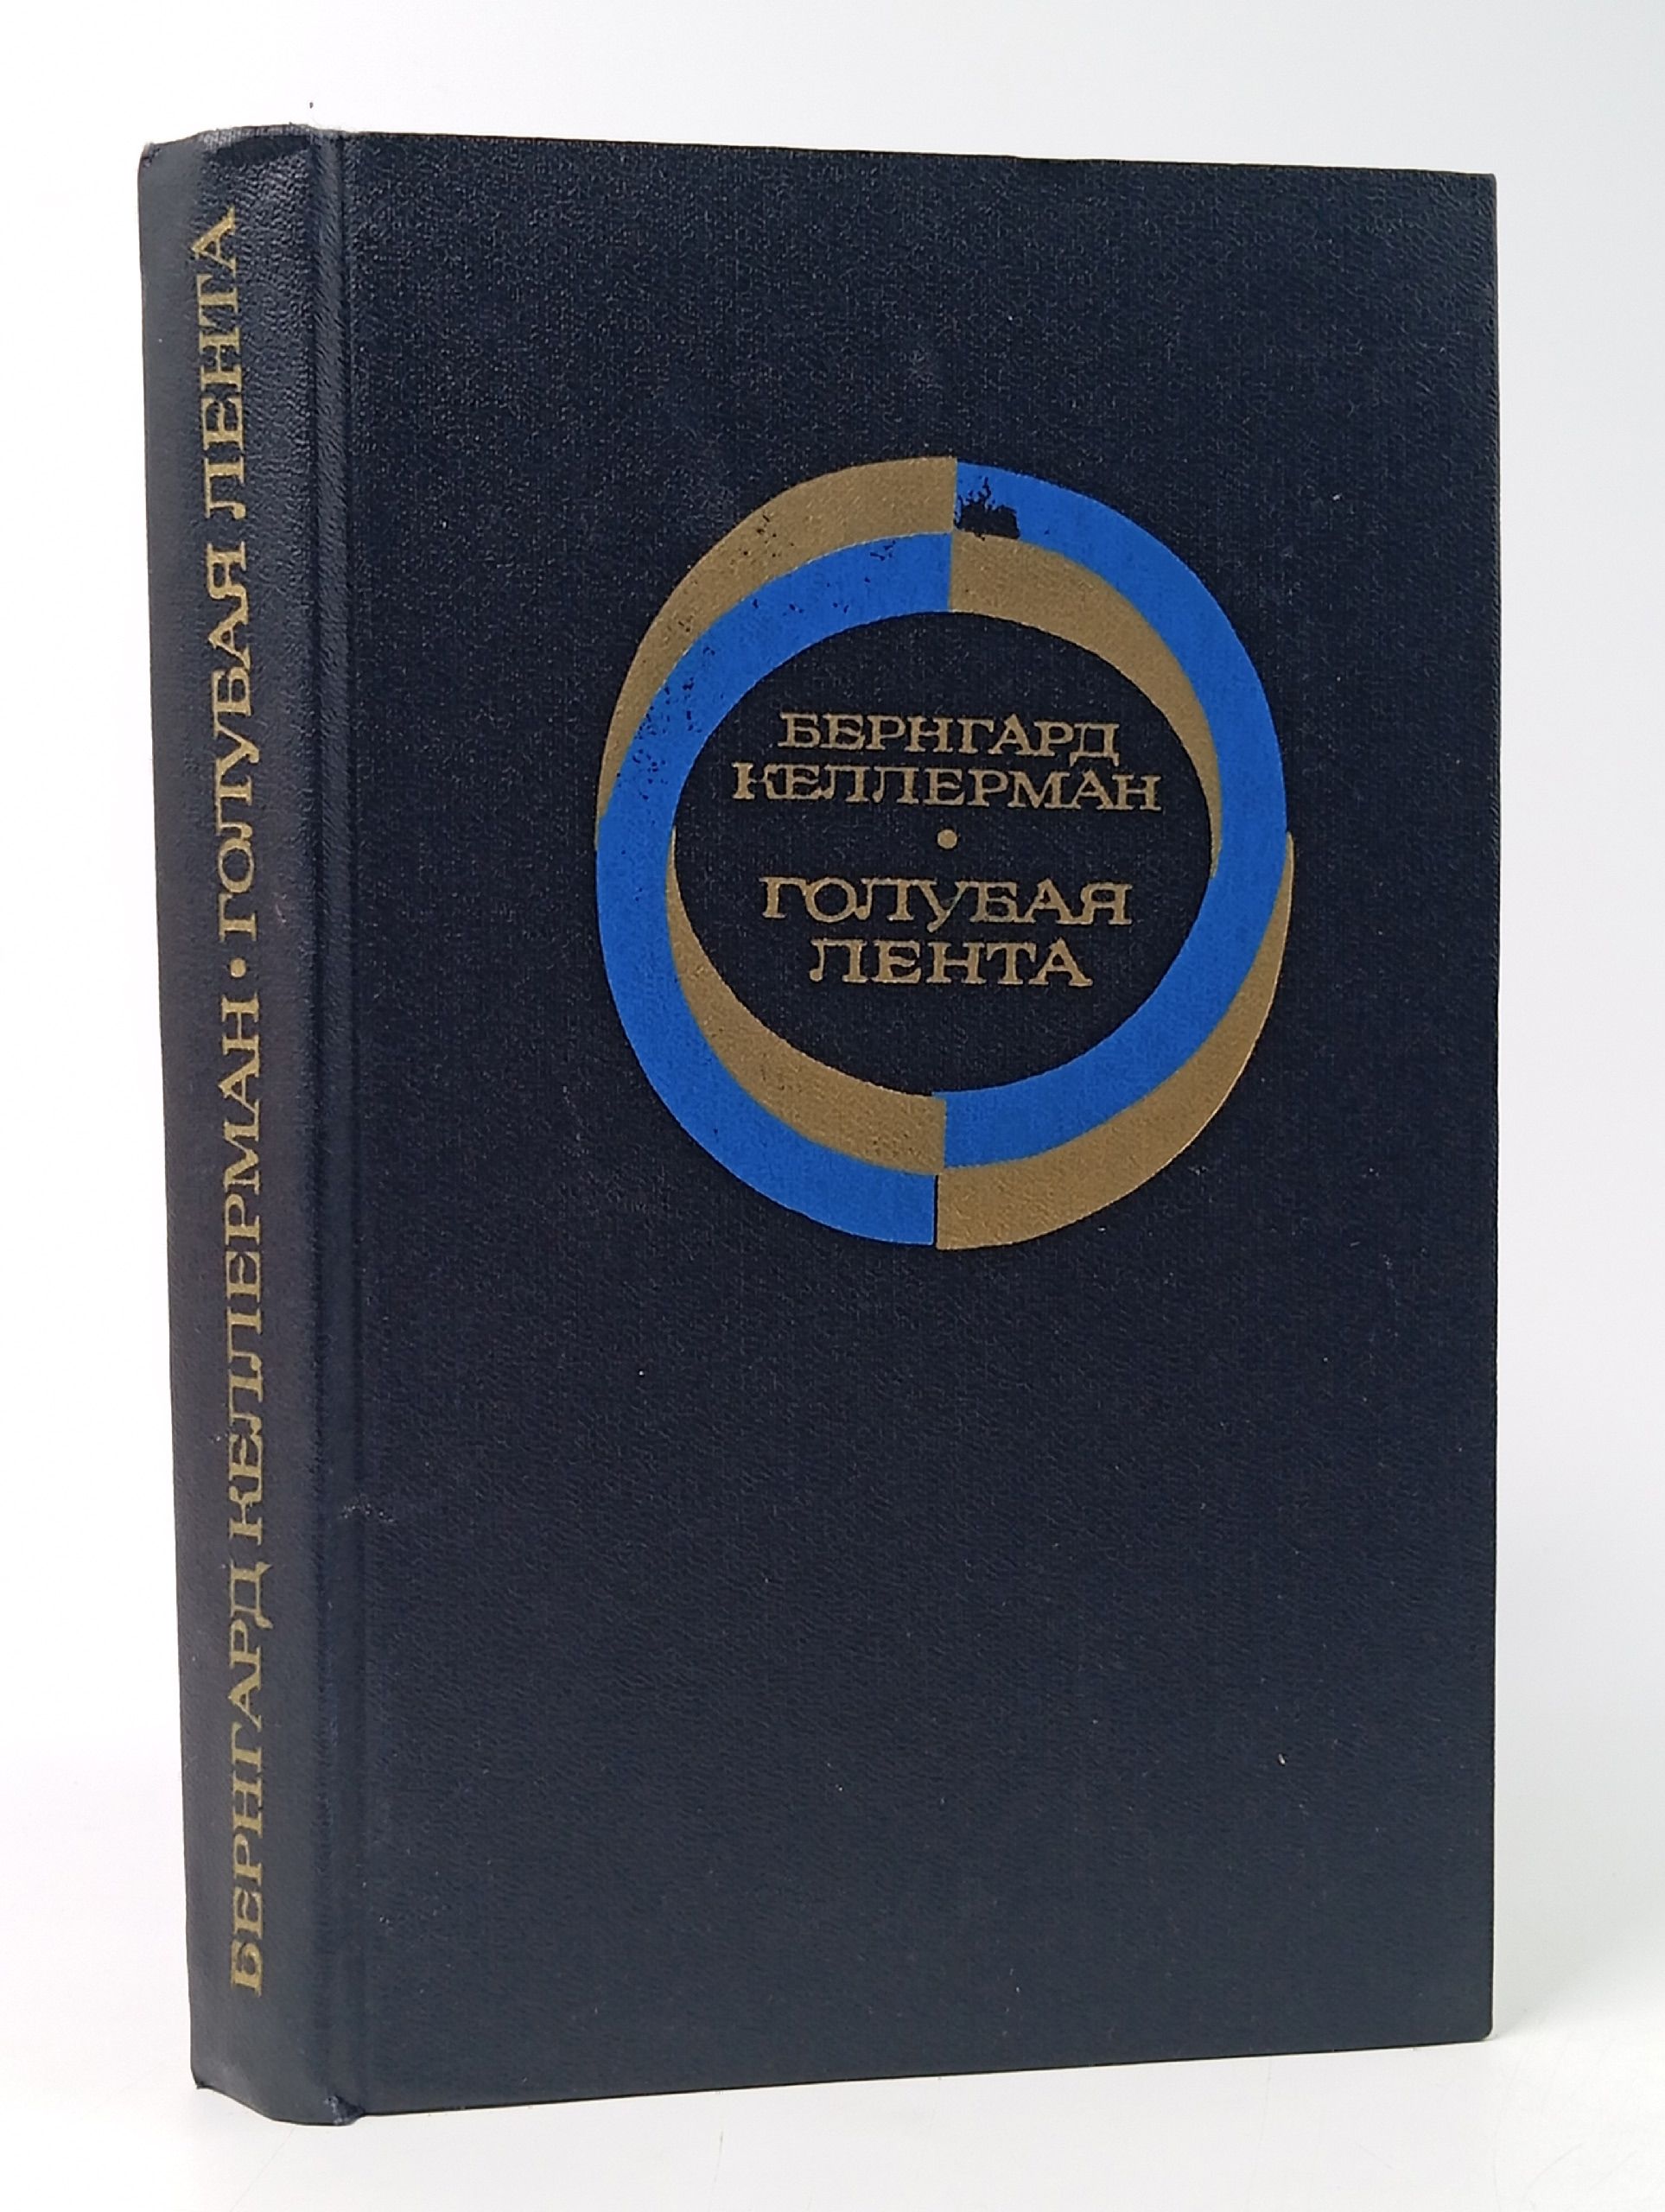 БЕРНГАРД КЕЛЛЕРМАН • ГОЛУБАЯ ЛЕНТА
БЕРНГАРД
КЕЛЛЕРМАН
•
ГОЛУБАЯ
ЛЕНТА